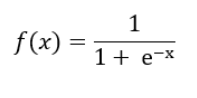 f(x) = 1 / (1 + e⁻ˣ)